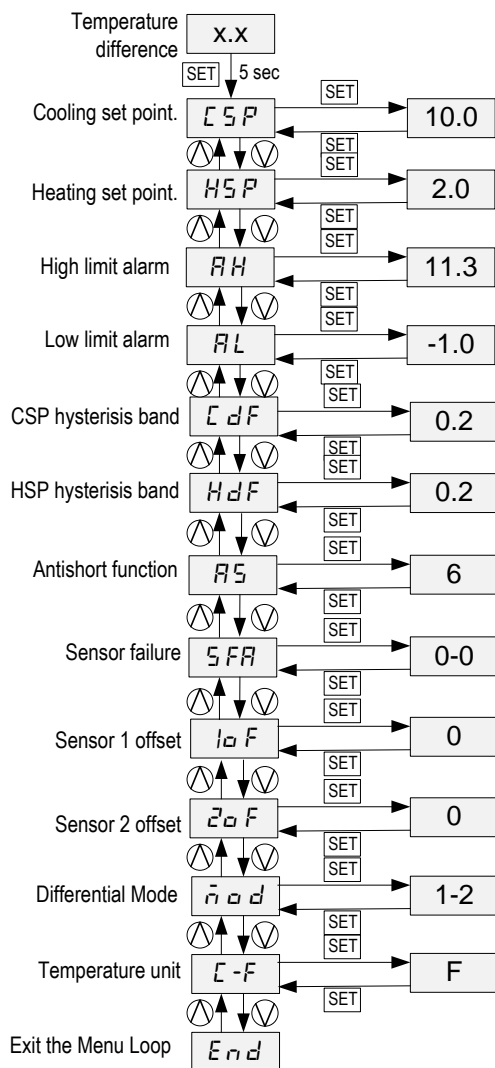 Temperature
difference
x.x
SET 5 sec
Cooling set point. CSP SET 10.0
SET
SET
Heating set point. HSP 2.0
SET
SET
High limit alarm AH 11.3
SET
SET
Low limit alarm AL -1.0
SET
SET
CSP hysterisis band CdF 0.2
SET
SET
HSP hysterisis band HdF 0.2
SET
SET
Antishort function AS 6
SET
SET
Sensor failure SFA 0-0
SET
SET
Sensor 1 offset 1oF 0
SET
SET
Sensor 2 offset 2oF 0
SET
SET
Differential Mode nod 1-2
SET
SET
Temperature unit C-F F
SET
Exit the Menu Loop End